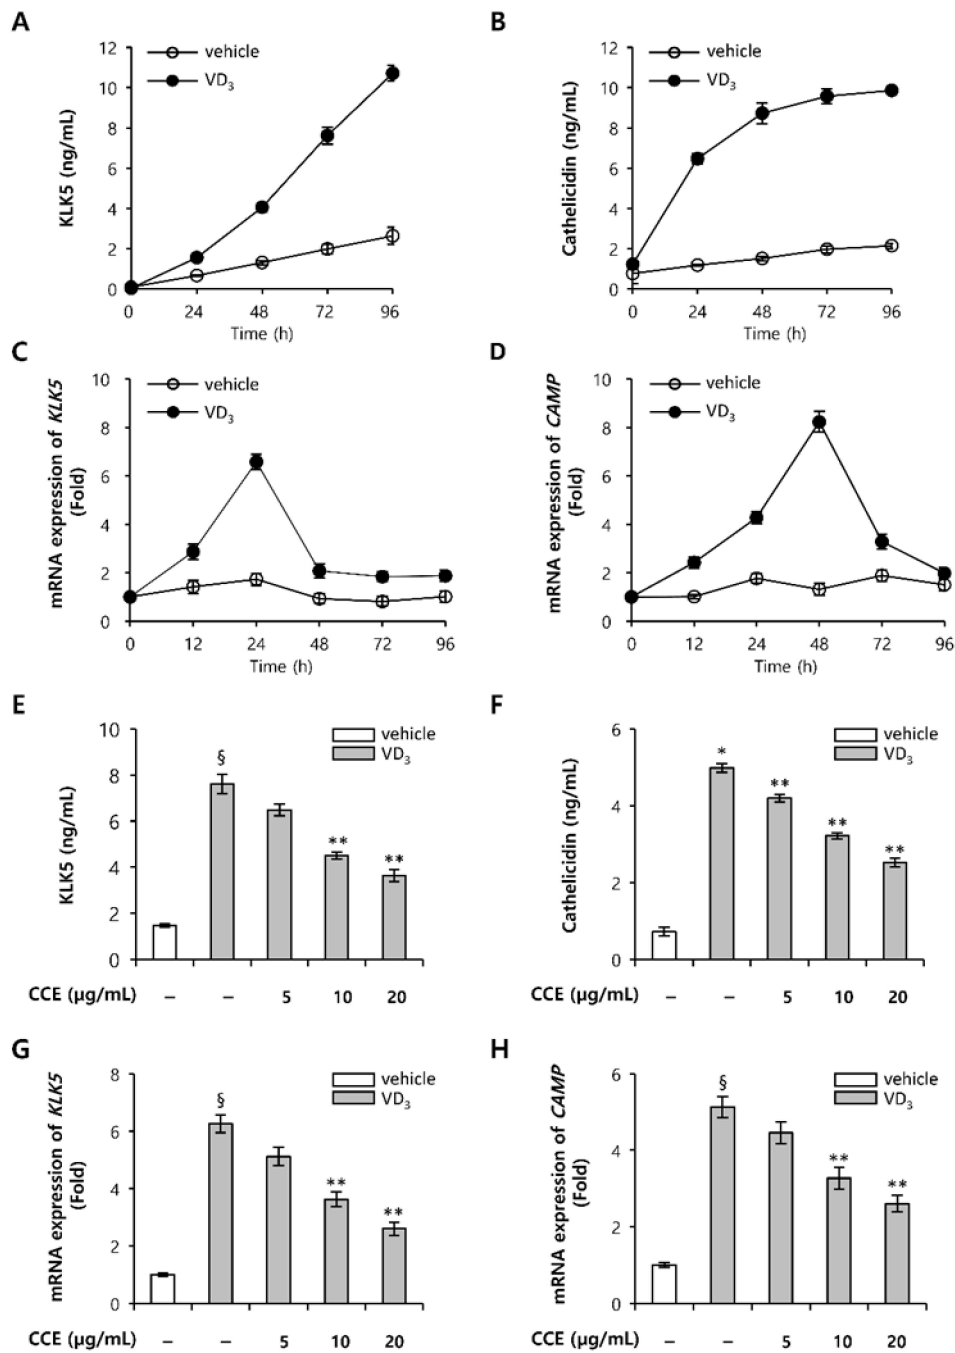 A
vehicle
VD3
KLK5 (ng/mL)
12
10
8
6
4
2
0
0 24 48 72 96
Time (h)
B
vehicle
VD3
Cathelicidin (ng/mL)
12
10
8
6
4
2
0
0 24 48 72 96
Time (h)
C
vehicle
VD3
mRNA expression of KLK5
(Fold)
10
8
6
4
2
0
0 12 24 48 72 96
Time (h)
D
vehicle
VD3
mRNA expression of CAMP
(Fold)
10
8
6
4
2
0
0 12 24 48 72 96
Time (h)
E
vehicle
VD3
KLK5 (ng/mL)
10
8
6
4
2
0
§
**
**
CCE (μg/mL) – – 5 10 20
F
vehicle
VD3
Cathelicidin (ng/mL)
6
4
2
0
*
**
**
**
CCE (μg/mL) – – 5 10 20
G
vehicle
VD3
mRNA expression of KLK5
(Fold)
8
6
4
2
0
§
**
**
CCE (μg/mL) – – 5 10 20
H
vehicle
VD3
mRNA expression of CAMP
(Fold)
6
4
2
0
§
**
**
CCE (μg/mL) – – 5 10 20